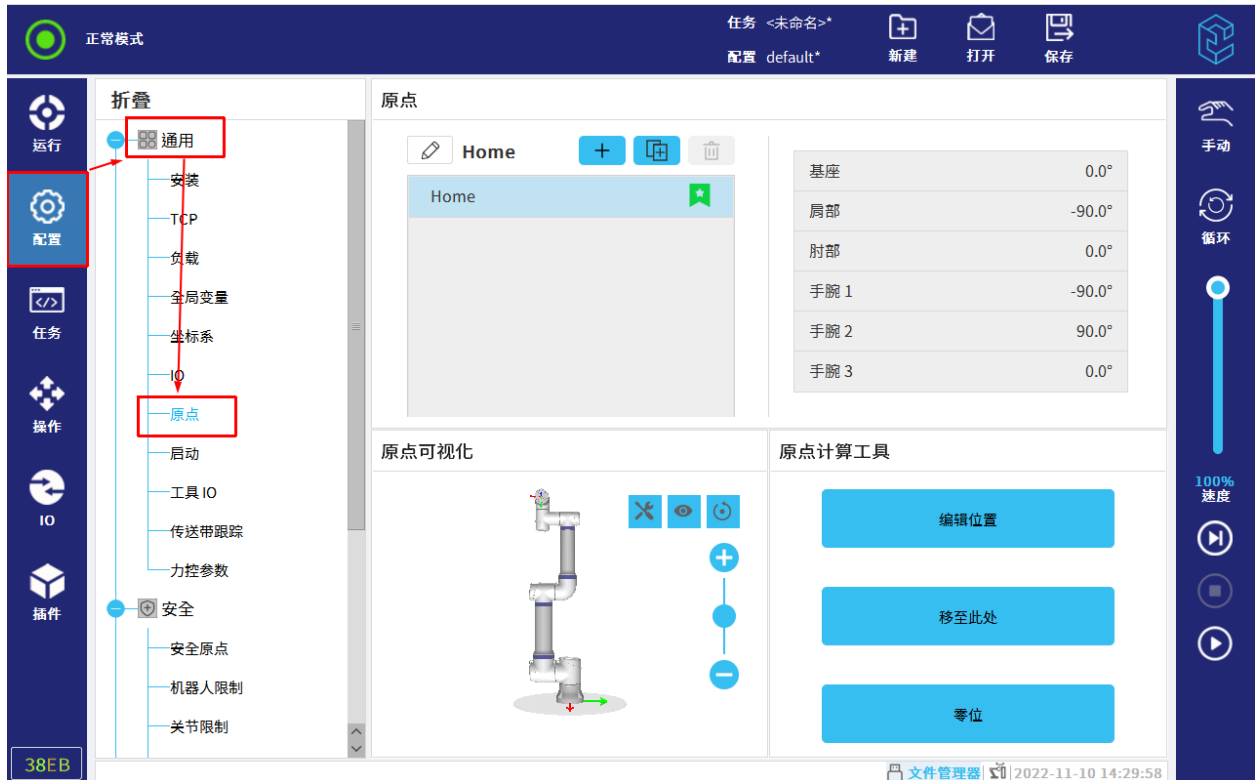 正常模式
任务 <未命名>*
配置 default*
新建
打开
保存
运行
配置
任务
操作
IO
插件
38EB
折叠
通用
安装
TCP
负载
全局变量
坐标系
IO
原点
启动
工具 IO
传送带跟踪
力控参数
安全
安全原点
机器人限制
关节限制
原点
Home
Home
基座 0.0°
肩部 -90.0°
肘部 0.0°
手腕 1 -90.0°
手腕 2 90.0°
手腕 3 0.0°
原点可视化
原点计算工具
编辑位置
移至此处
零位
手动
循环
100%
速度
文件管理器 2022-11-10 14:29:58